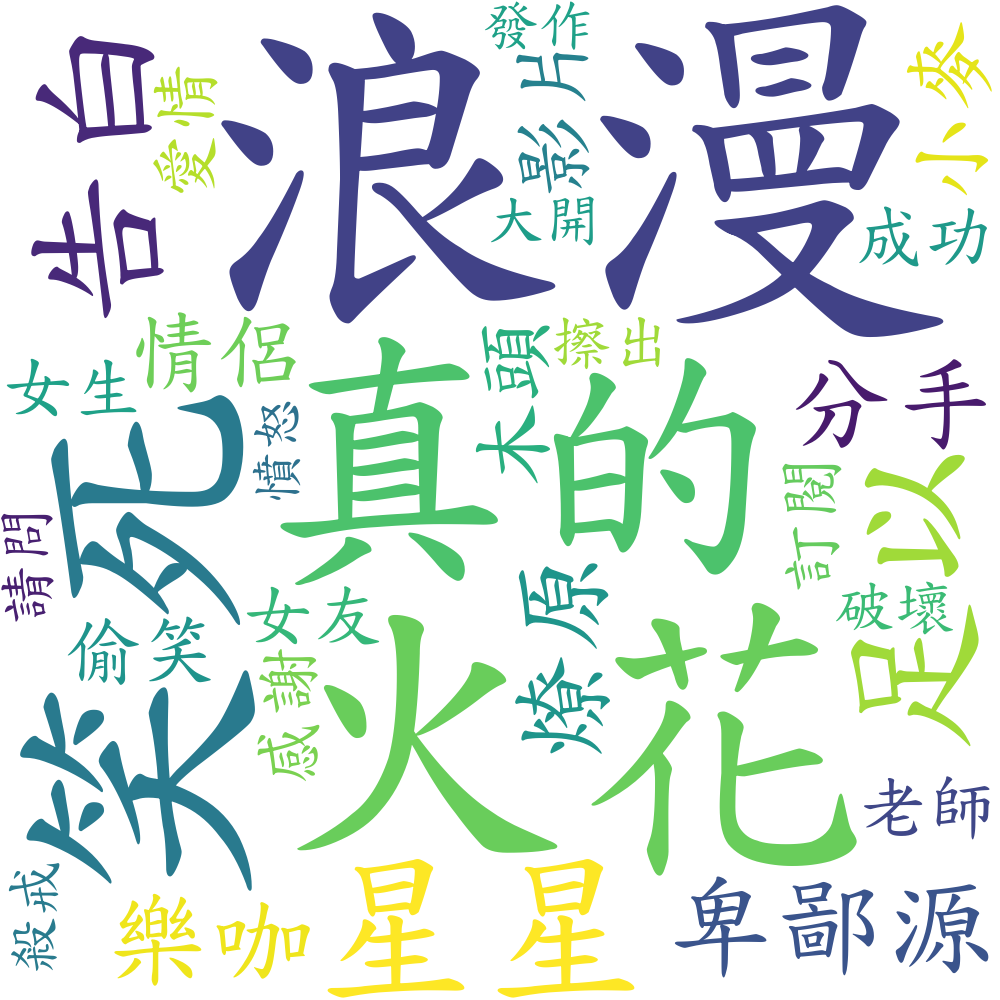 浪漫
發作
影片
大開
小麥
成功
告白
愛情
情侶
女生
木頭
擦出
分手
真的
憤怒
笑死
請問
偷笑
女友
感謝
燎原
訂閱
足以
破壞
火花
老師
殺戒
樂咖
星星
卑鄙源